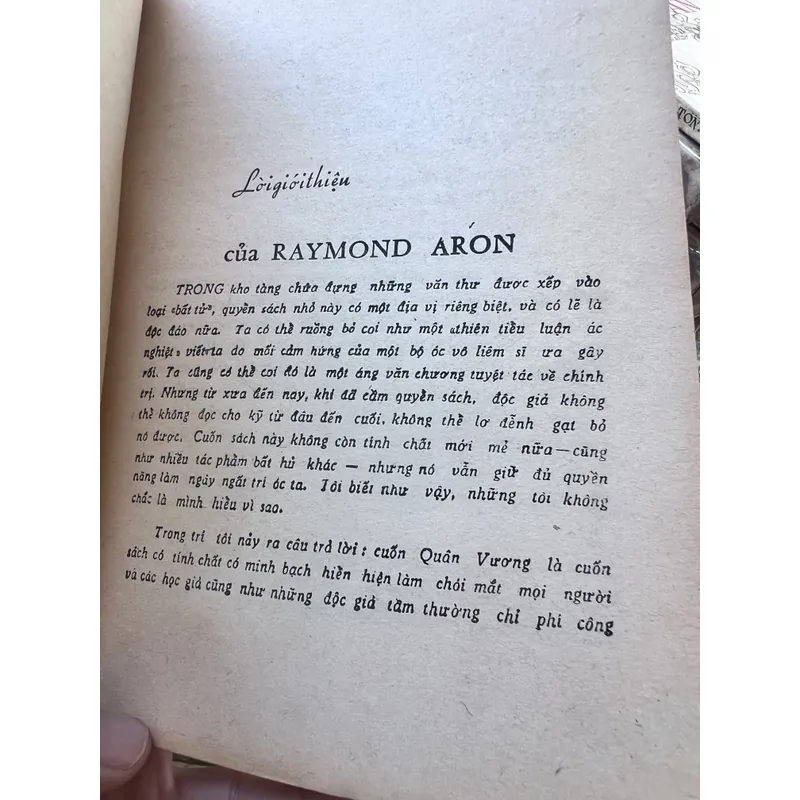 Lời giới thiệu
của RAYMOND ARON
TRONG kho tàng chứa đựng những văn thư được xếp vào
loại «bất tử», quyển sách nhỏ này có một địa vị riêng biệt, và có lẽ là
độc đáo nữa. Ta có thể ruồng bỏ coi như một «thiên tiều luận ác
nghiệt» viết ra do mối cảm hứng của một bộ óc vô liêm sỉ ưa gây
rối. Ta cũng có thể coi đó là một áng văn chương tuyệt tác về chính
trị. Nhưng từ xưa đến nay, khi đã cầm quyển sách, độc giả không
thể không đọc cho kỹ từ đầu đến cuối, không thể lơ đễnh gạt bỏ
nó được. Cuốn sách này không còn tính chất mới mẻ nữa — cũng
như nhiều tác phẩm bất hủ khác — nhưng nó vẫn giữ đủ quyền
năng làm ngây ngất trí óc ta. Tôi biết như vậy, những tôi không
chắc là mình hiểu vì sao.
Trong trí tôi nảy ra câu trả lời : cuốn Quân Vương là cuốn
sách có tính chất có minh bạch hiển hiện làm chói mắt mọi người
và các học giả cũng như những độc giả tầm thường chỉ phí công
TON